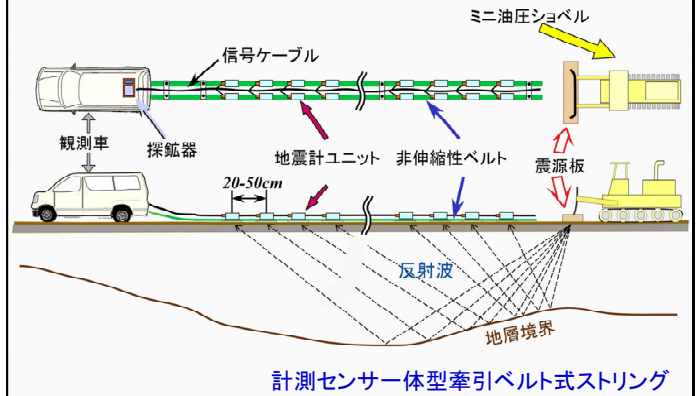 ミニ油圧ショベル
信号ケーブル
観測車
探鉱器
地震計ユニット
非伸縮性ベルト
震源板
20-50cm
反射波
地層境界
計測センサー体型牽引ベルト式ストリング